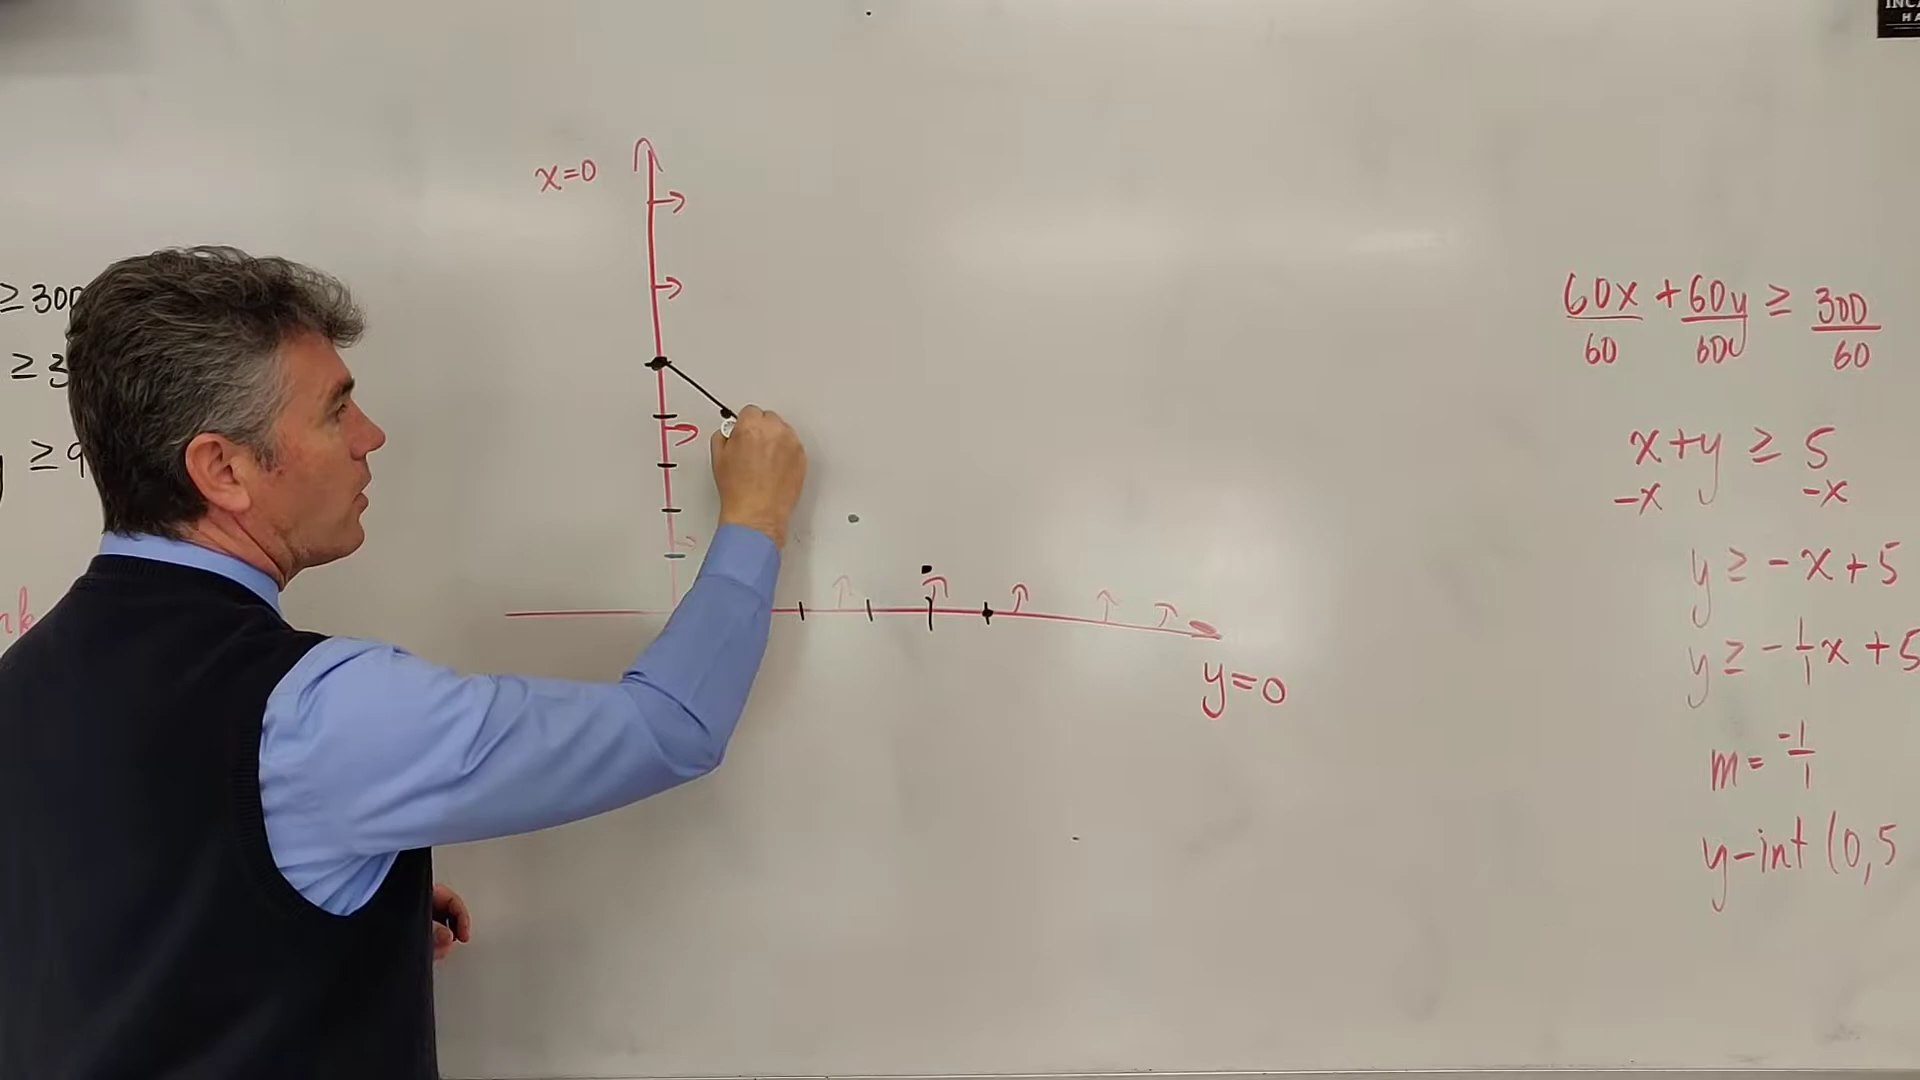 ≥ 300
≥ 3
≥ 9
x=0
y=0
60x + 60y ≥ 300
60 60 60
x+y ≥ 5
-x -x
y ≥ -x+5
y ≥ -1/1x +5
m = -1/1
y-int (0,5